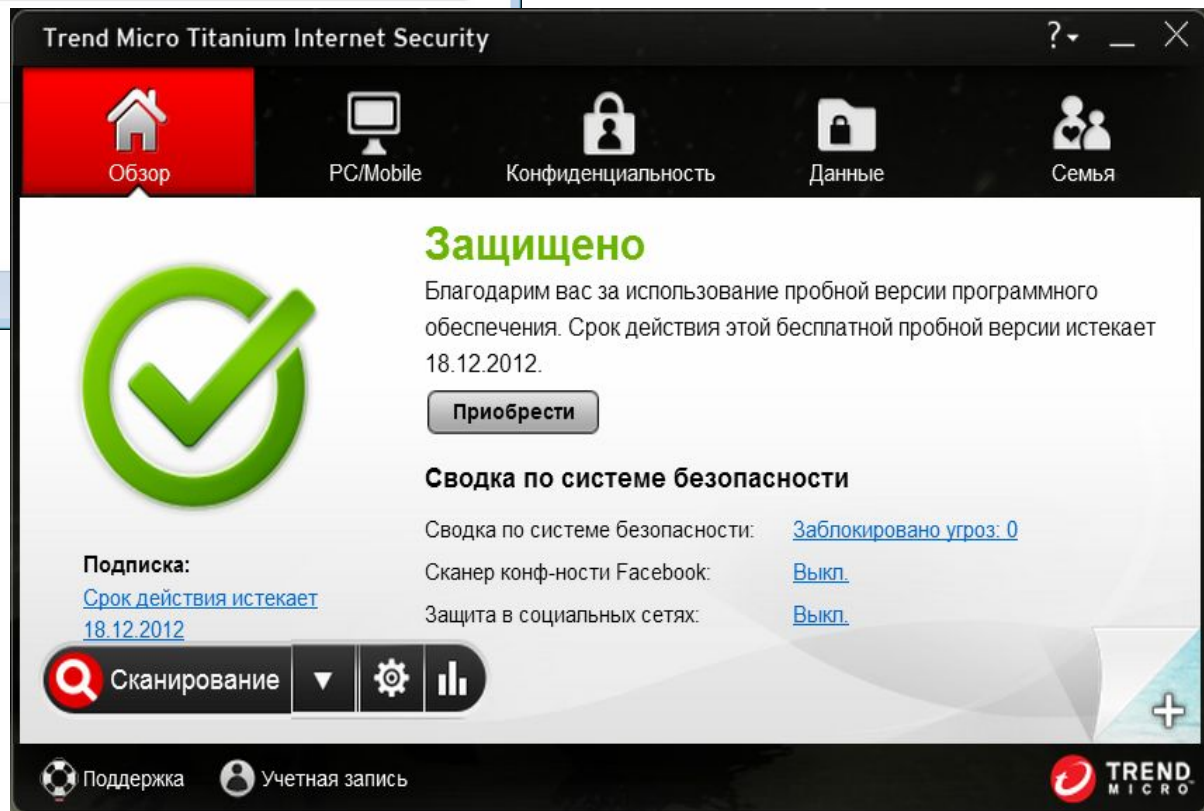 Trend Micro Titanium Internet Security
?
Обзор
PC/Mobile
Конфиденциальность
Данные
Семья
Защищено
Благодарим вас за использование пробной версии программного
обеспечения. Срок действия этой бесплатной пробной версии истекает
18.12.2012.
Приобрести
Сводка по системе безопасности
Сводка по системе безопасности: Заблокировано угроз: 0
Сканер конф-ности Facebook: Выкл.
Защита в социальных сетях: Выкл.
Подписка:
Срок действия истекает
18.12.2012
Сканирование
Поддержка
Учетная запись
TREND
MICRO